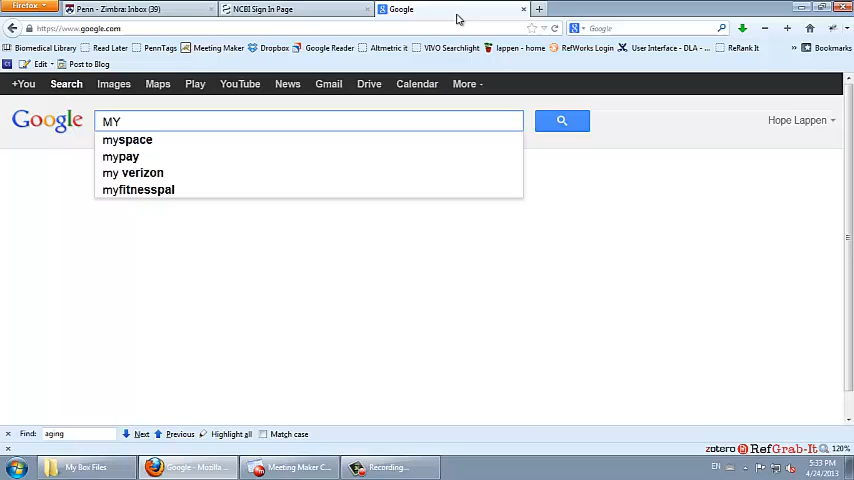 Firefox
Penn - Zimbra: Inbox (39)
NCBI Sign In Page
Google
https://www.google.com
Google
Biomedical Library Read Later PennTags Meeting Maker Dropbox Google Reader Altmetric it VIVO Searchlight lappen - home RefWorks Login User Interface - DLA - ... ReRank It » Bookmarks
Edit Post to Blog
+You Search Images Maps Play YouTube News Gmail Drive Calendar More
Google MY Hope Lappen
myspace
mypay
my verizon
myfitnesspal
Find: aging Next Previous Highlight all Match case
zotero RefGrab-It 120%
My Box Files Google - Mozilla ... Meeting Maker C... Recording... EN 5:33 PM
4/24/2013